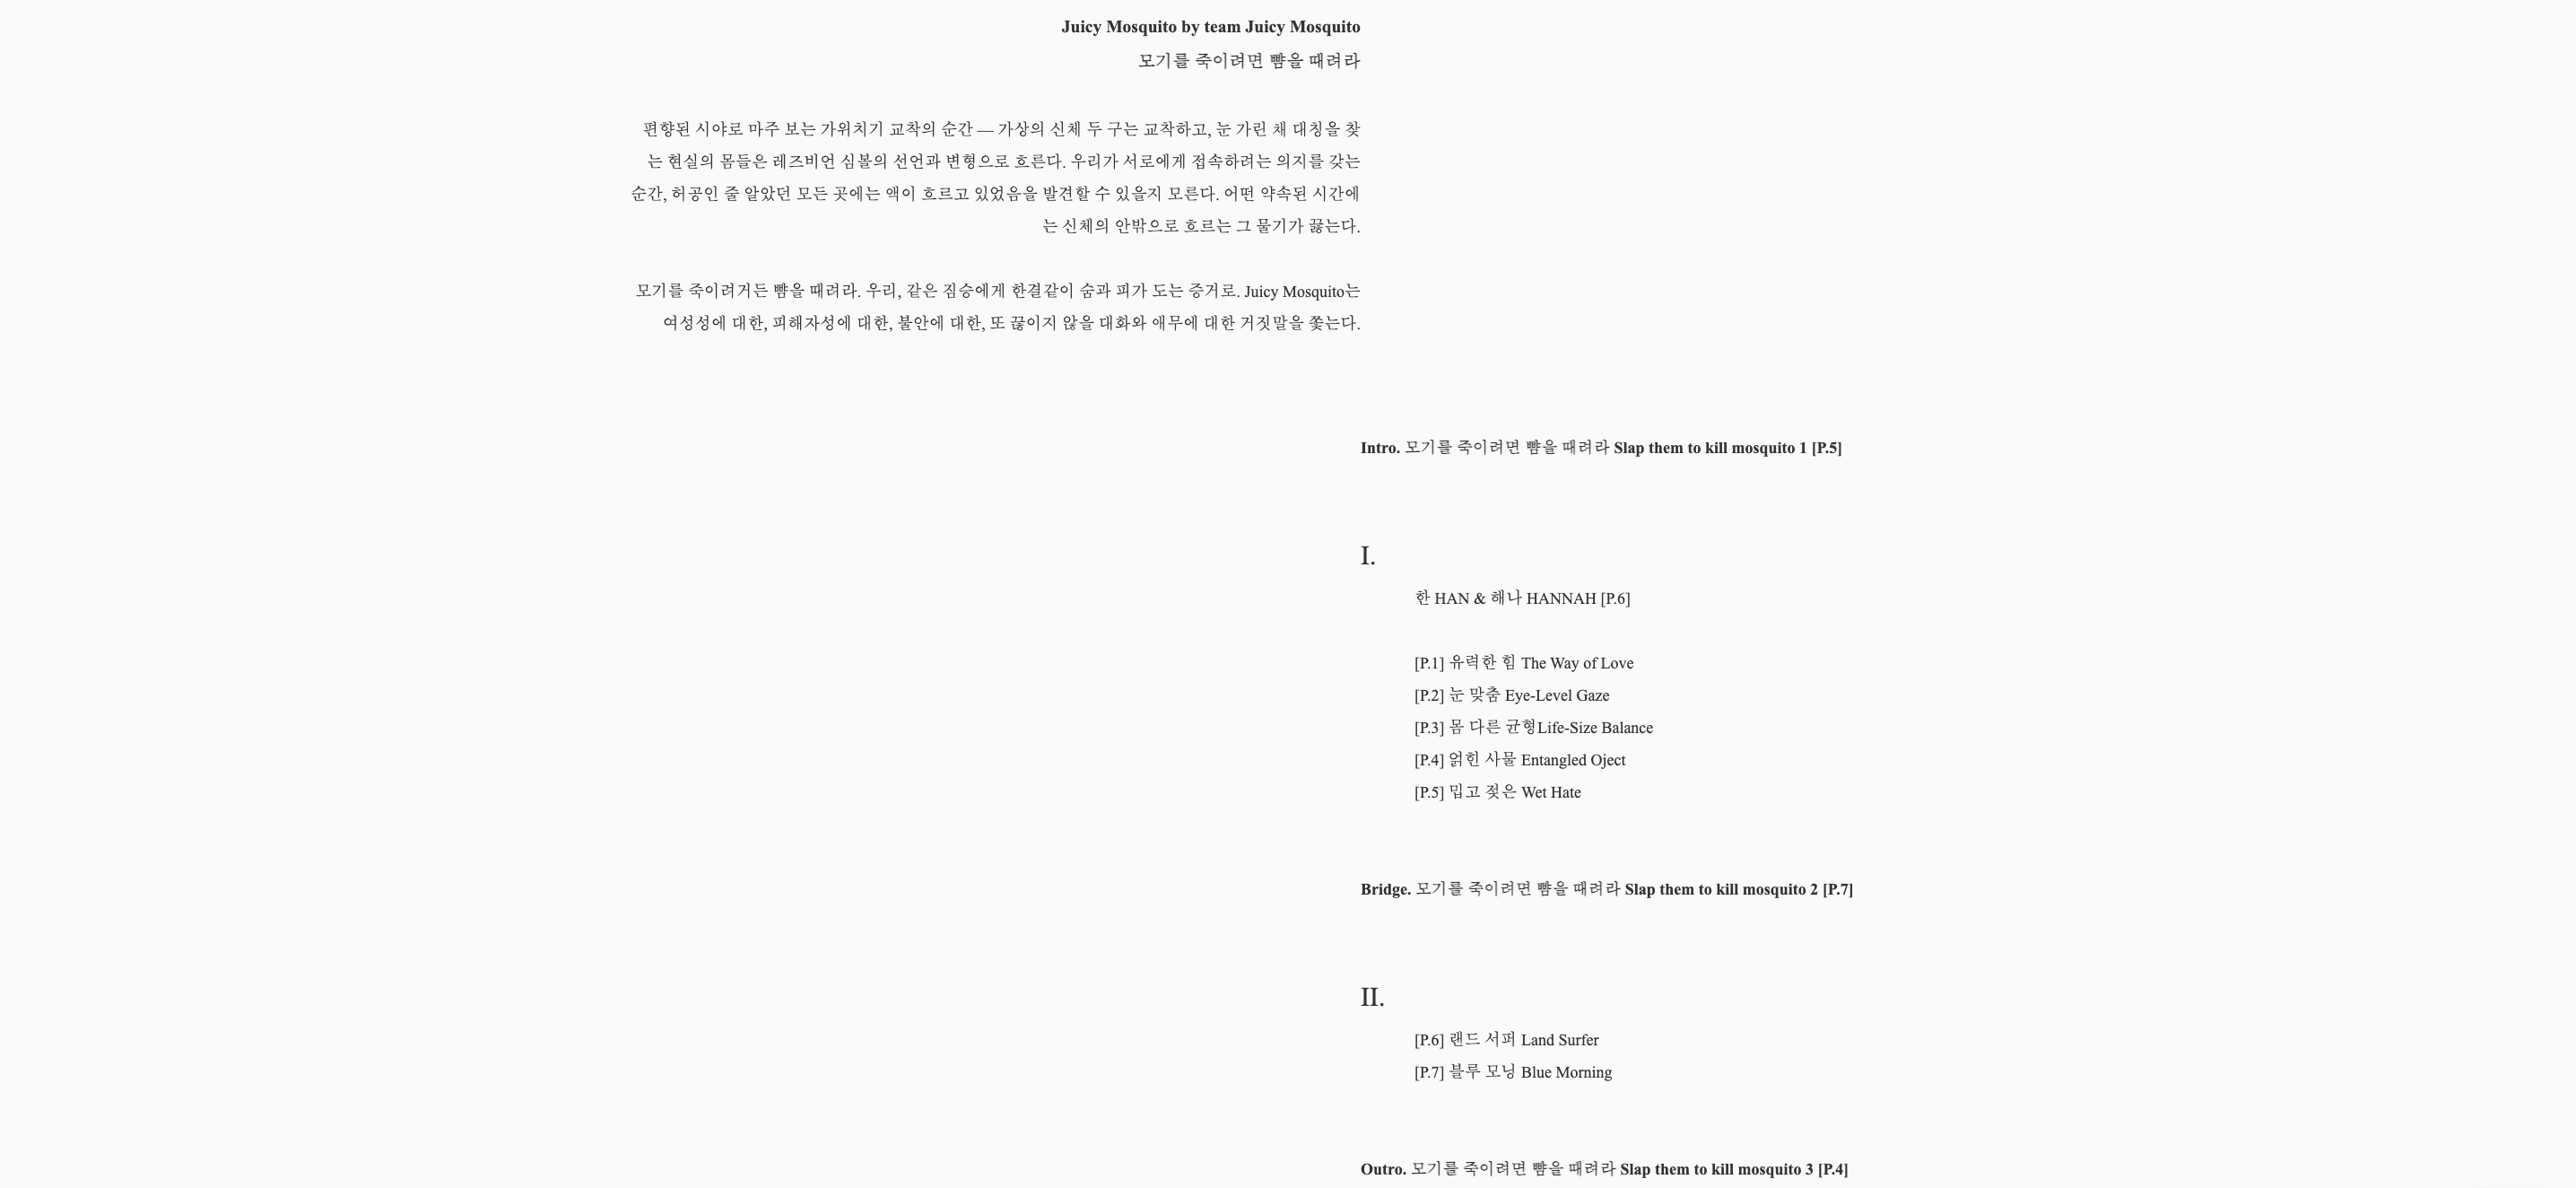 Juicy Mosquito by team Juicy Mosquito
모기를 죽이려면 뺨을 때려라
편향된 시야로 마주 보는 가위치기 교착의 순간 — 가상의 신체 두 구는 교착하고, 눈 가린 채 대칭을 찾
는 현실의 몸들은 레즈비언 심볼의 선언과 변형으로 흐른다. 우리가 서로에게 접속하려는 의지를 갖는
순간, 허공인 줄 알았던 모든 곳에는 액이 흐르고 있었음을 발견할 수 있을지 모른다. 어떤 약속된 시간에
는 신체의 안밖으로 흐르는 그 물기가 끓는다.
모기를 죽이려거든 뺨을 때려라. 우리, 같은 짐승에게 한결같이 숨과 피가 도는 증거로. Juicy Mosquito는
여성성에 대한, 피해자성에 대한, 불안에 대한, 또 끊이지 않을 대화와 애무에 대한 거짓말을 쫓는다.
Intro. 모기를 죽이려면 뺨을 때려라 Slap them to kill mosquito 1 [P.5]
I.
한 HAN & 해나 HANNAH [P.6]
[P.1] 유력한 힘 The Way of Love
[P.2] 눈 맞춤 Eye-Level Gaze
[P.3] 몸 다른 균형Life-Size Balance
[P.4] 얽힌 사물 Entangled Oject
[P.5] 밉고 젖은 Wet Hate
Bridge. 모기를 죽이려면 뺨을 때려라 Slap them to kill mosquito 2 [P.7]
II.
[P.6] 랜드 서퍼 Land Surfer
[P.7] 블루 모닝 Blue Morning
Outro. 모기를 죽이려면 뺨을 때려라 Slap them to kill mosquito 3 [P.4]